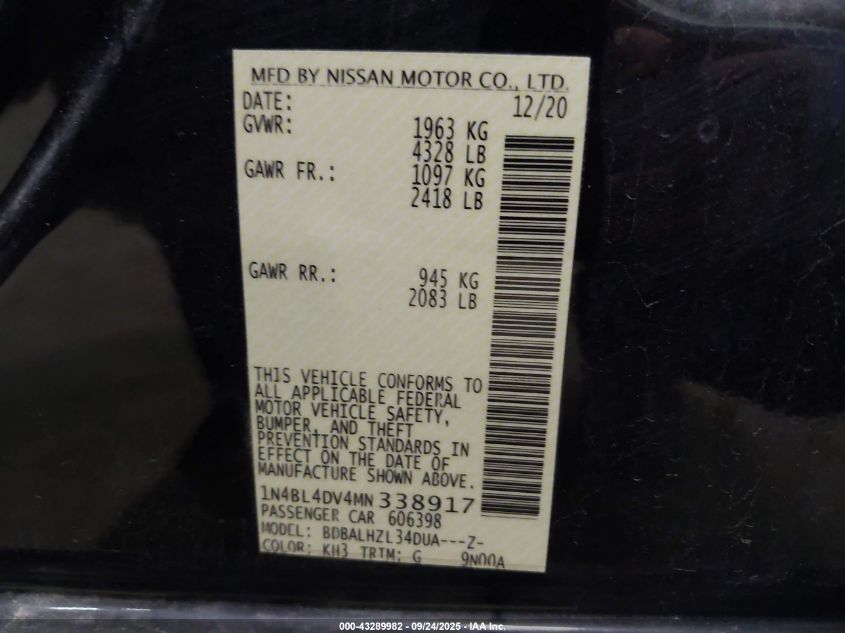 MFD BY NISSAN MOTOR CO., LTD.
DATE: 12/20
GVWR: 1963 KG
4328 LB
GAWR FR.: 1097 KG
2418 LB
GAWR RR.: 945 KG
2083 LB
THIS VEHICLE CONFORMS TO
ALL APPLICABLE FEDERAL
MOTOR VEHICLE SAFETY,
BUMPER, AND THEFT
PREVENTION STANDARDS IN
EFFECT ON THE DATE OF
MANUFACTURE SHOWN ABOVE.
1N4BL4DV4MN338917
PASSENGER CAR 606398
MODEL: BDBALHZL34DUA---Z-
COLOR: KH3 TRIM: G 9N00A
000-43289982 - 09/24/2025 - IAA Inc.